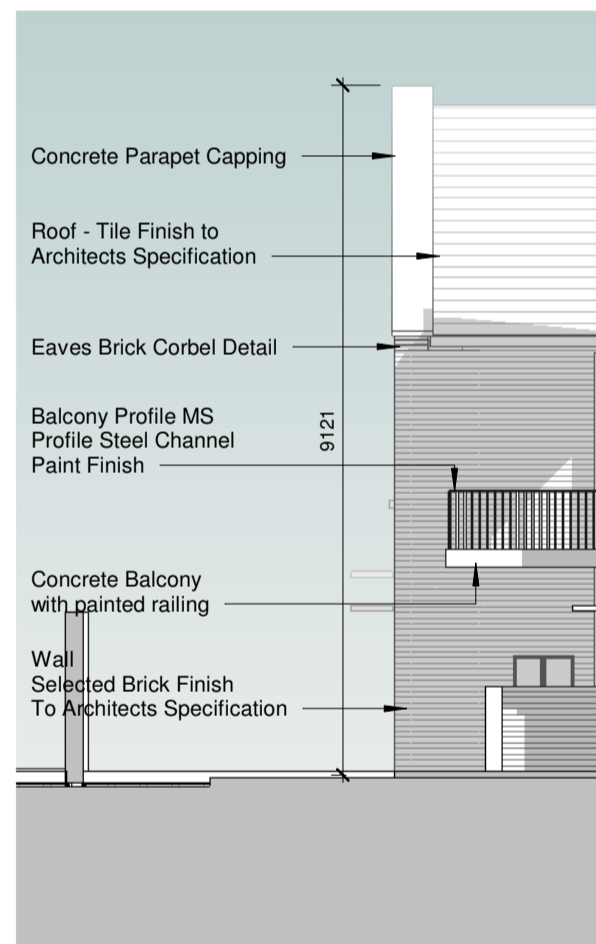 Concrete Parapet Capping
Roof - Tile Finish to
Architects Specification
Eaves Brick Corbel Detail
Balcony Profile MS
Profile Steel Channel
Paint Finish
9121
Concrete Balcony
with painted railing
Wall
Selected Brick Finish
To Architects Specification